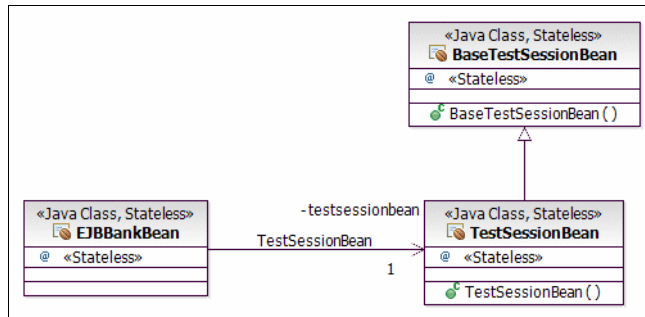 «Java Class, Stateless»
BaseTestSessionBean
@ «Stateless»
BaseTestSessionBean ( )
«Java Class, Stateless»
EJBBankBean
@ «Stateless»
-testsessionbean
TestSessionBean
1
«Java Class, Stateless»
TestSessionBean
@ «Stateless»
TestSessionBean ( )